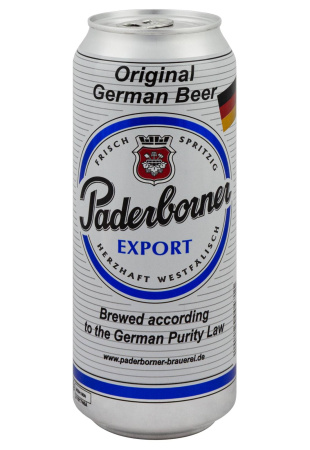 Original
German Beer
FRISCH SPRITZIG
Paderborner
EXPORT
HERZHAFT WESTFÄLISCH
Brewed according
to the German Purity Law
www.paderborner-brauerei.de